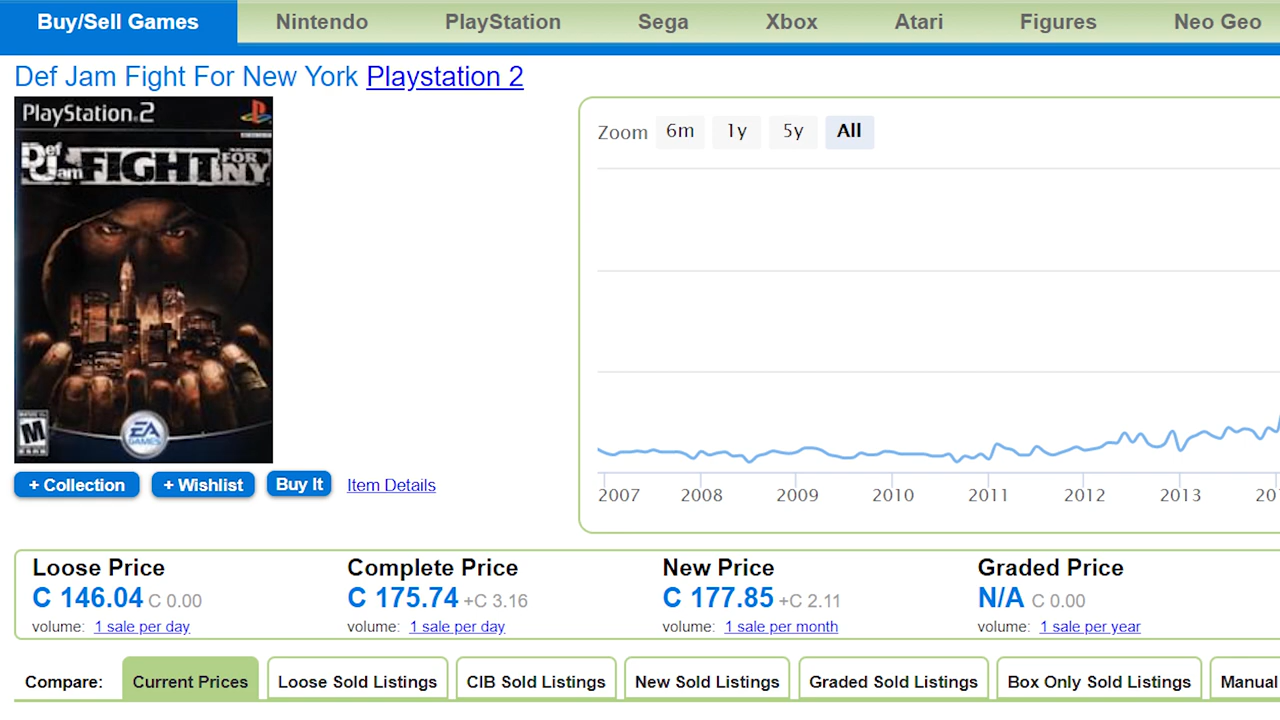 Buy/Sell Games Nintendo PlayStation Sega Xbox Atari Figures Neo Geo
Def Jam Fight For New York Playstation 2
PlayStation.2
Def Jam FIGHT FOR NY
M
EA GAMES
+ Collection + Wishlist Buy It Item Details
Zoom 6m 1y 5y All
2007 2008 2009 2010 2011 2012 2013 20
Loose Price Complete Price New Price Graded Price
C 146.04 C 0.00 C 175.74 +C 3.16 C 177.85 +C 2.11 N/A C 0.00
volume: 1 sale per day volume: 1 sale per day volume: 1 sale per month volume: 1 sale per year
Compare: Current Prices Loose Sold Listings CIB Sold Listings New Sold Listings Graded Sold Listings Box Only Sold Listings Manual